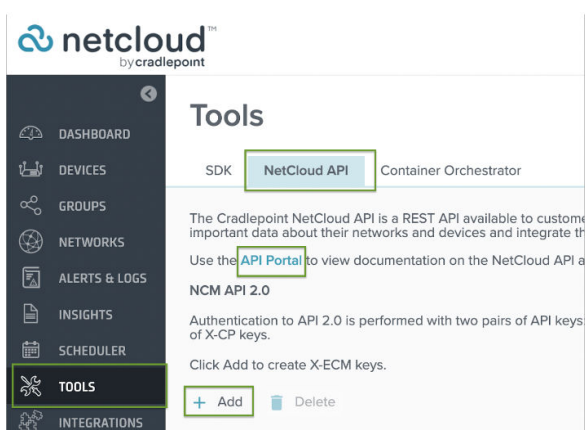 netcloud™
by cradlepoint
DASHBOARD
DEVICES
GROUPS
NETWORKS
ALERTS & LOGS
INSIGHTS
SCHEDULER
TOOLS
INTEGRATIONS
Tools
SDK NetCloud API Container Orchestrator
The Cradlepoint NetCloud API is a REST API available to custome
important data about their networks and devices and integrate th
Use the API Portal to view documentation on the NetCloud API a
NCM API 2.0
Authentication to API 2.0 is performed with two pairs of API keys:
of X-CP keys.
Click Add to create X-ECM keys.
+ Add Delete